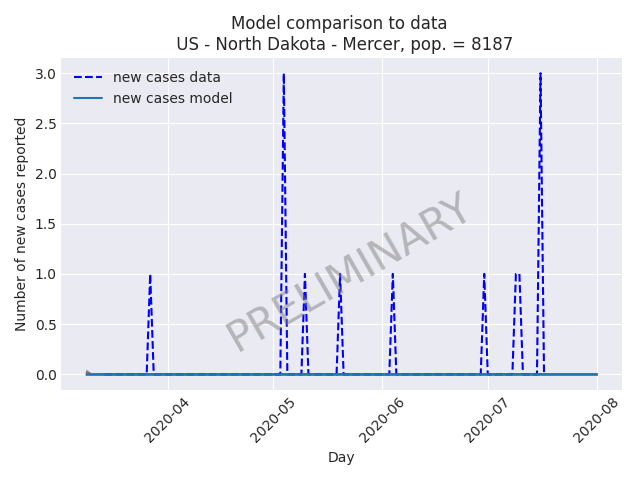 Model comparison to data
US - North Dakota - Mercer, pop. = 8187
new cases data
new cases model
Number of new cases reported
3.0
2.5
2.0
1.5
1.0
0.5
0.0
PRELIMINARY
2020-04
2020-05
2020-06
2020-07
2020-08
Day